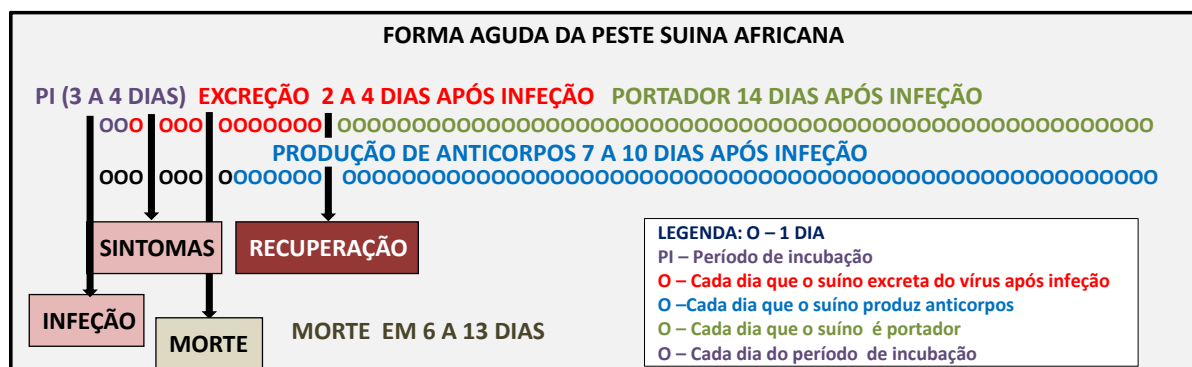 FORMA AGUDA DA PESTE SUINA AFRICANA
PI (3 A 4 DIAS) EXCREÇÃO 2 A 4 DIAS APÓS INFEÇÃO PORTADOR 14 DIAS APÓS INFEÇÃO
OOO OOO OOOOOOO OOOOOOOOOOOOOOOOOOOOOOOOOOOOOOOOOOOOOOOOOOOOOOOOOOOOOO
PRODUÇÃO DE ANTICORPOS 7 A 10 DIAS APÓS INFEÇÃO
OOO OOO OOOOOOO OOOOOOOOOOOOOOOOOOOOOOOOOOOOOOOOOOOOOOOOOOOOOOOOOOOOOO
SINTOMAS
RECUPERAÇÃO
INFEÇÃO
MORTE
MORTE EM 6 A 13 DIAS
LEGENDA: O – 1 DIA
PI – Período de incubação
O – Cada dia que o suíno excreta do vírus após infeção
O –Cada dia que o suíno produz anticorpos
O – Cada dia que o suíno é portador
O – Cada dia do período de incubação